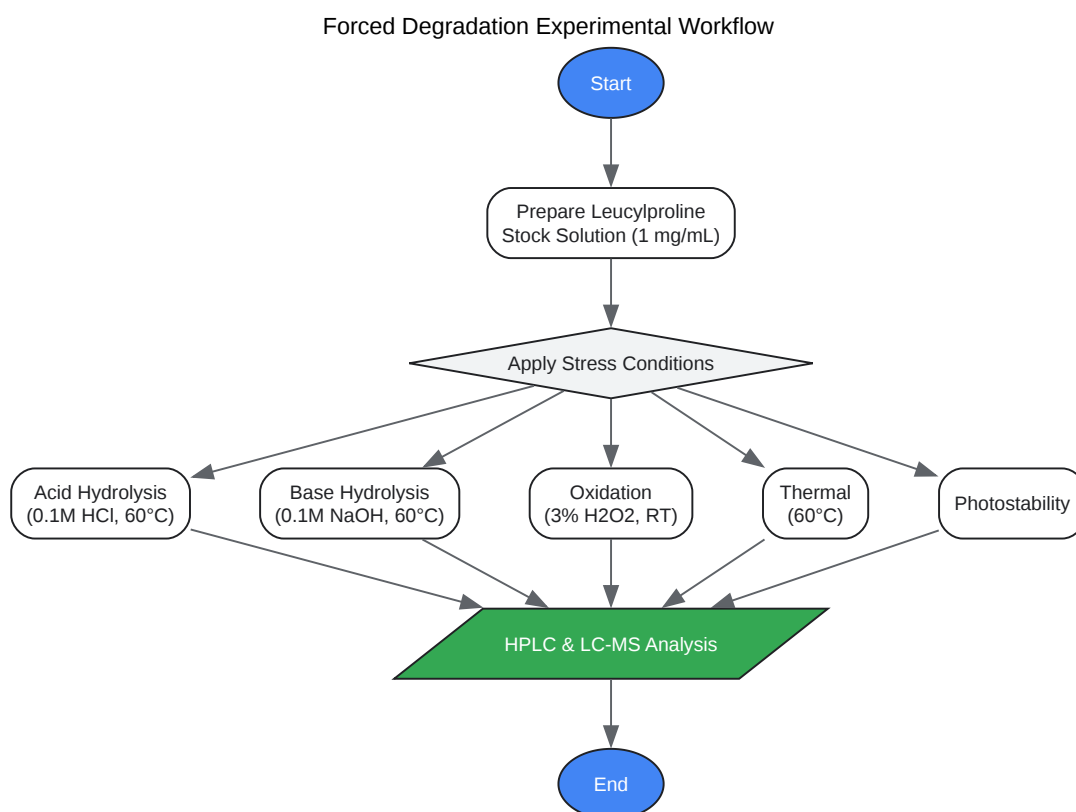 Forced Degradation Experimental Workflow
Start
Prepare Leucylproline
Stock Solution (1 mg/mL)
Apply Stress Conditions
Acid Hydrolysis
(0.1M HCl, 60°C)
Base Hydrolysis
(0.1M NaOH, 60°C)
Oxidation
(3% H2O2, RT)
Thermal
(60°C)
Photostability
HPLC & LC-MS Analysis
End